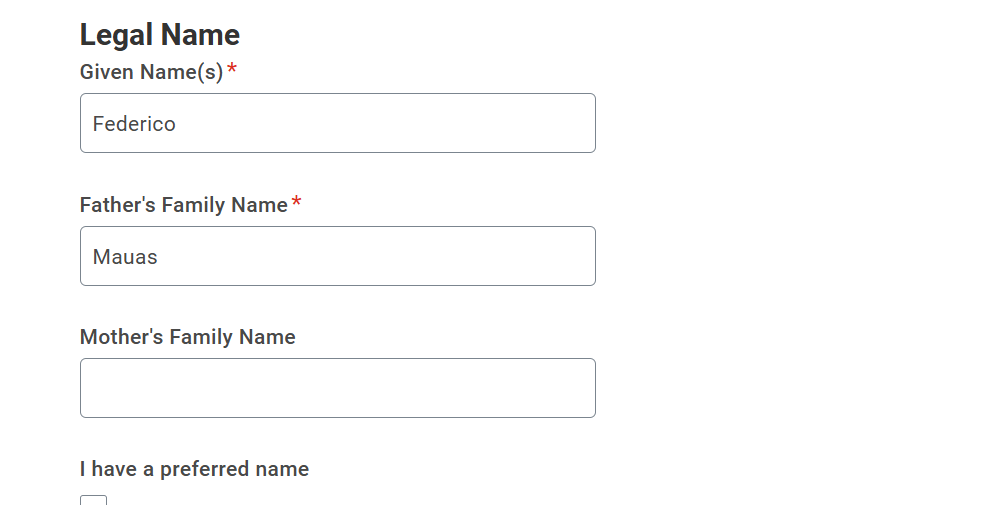 Legal Name
Given Name(s)*
Federico
Father's Family Name*
Mauas
Mother's Family Name
I have a preferred name